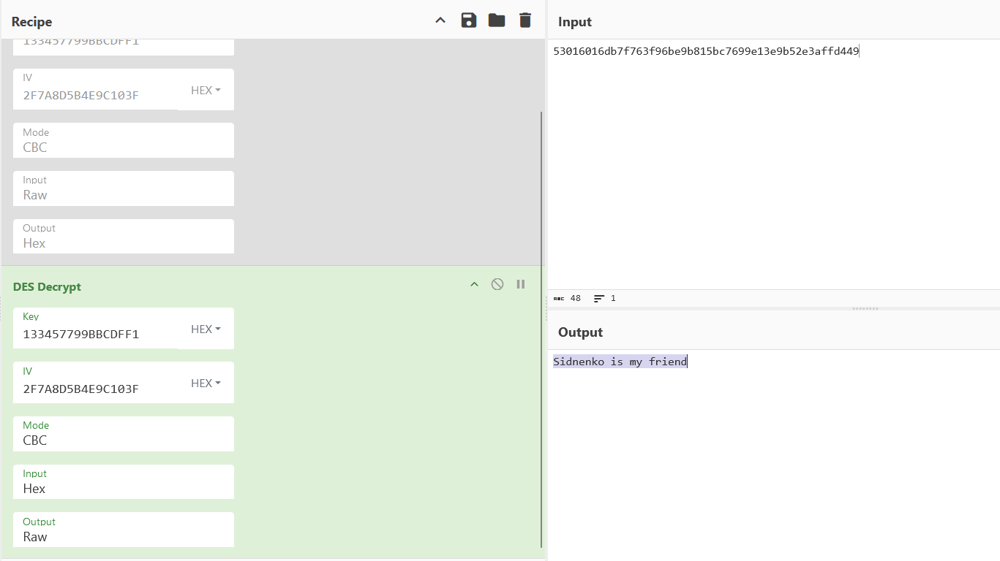 Recipe
133457799BBCDFF1
IV
2F7A8D5B4E9C103F
HEX
Mode
CBC
Input
Raw
Output
Hex
DES Decrypt
Key
133457799BBCDFF1
HEX
IV
2F7A8D5B4E9C103F
HEX
Mode
CBC
Input
Hex
Output
Raw
Input
53016016db7f763f96be9b815bc7699e13e9b52e3affd449
ABC 48 1
Output
Sidnenko is my friend